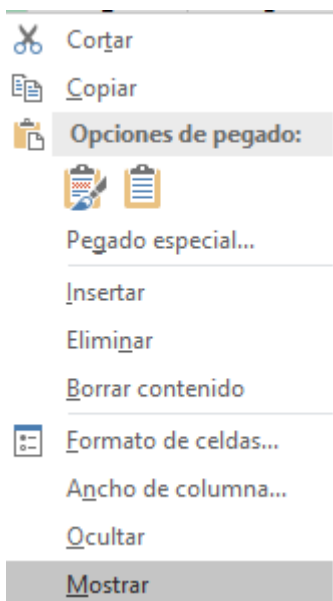 Cortar
Copiar
Opciones de pegado:
Pegado especial...
Insertar
Eliminar
Borrar contenido
Formato de celdas...
Ancho de columna...
Ocultar
Mostrar